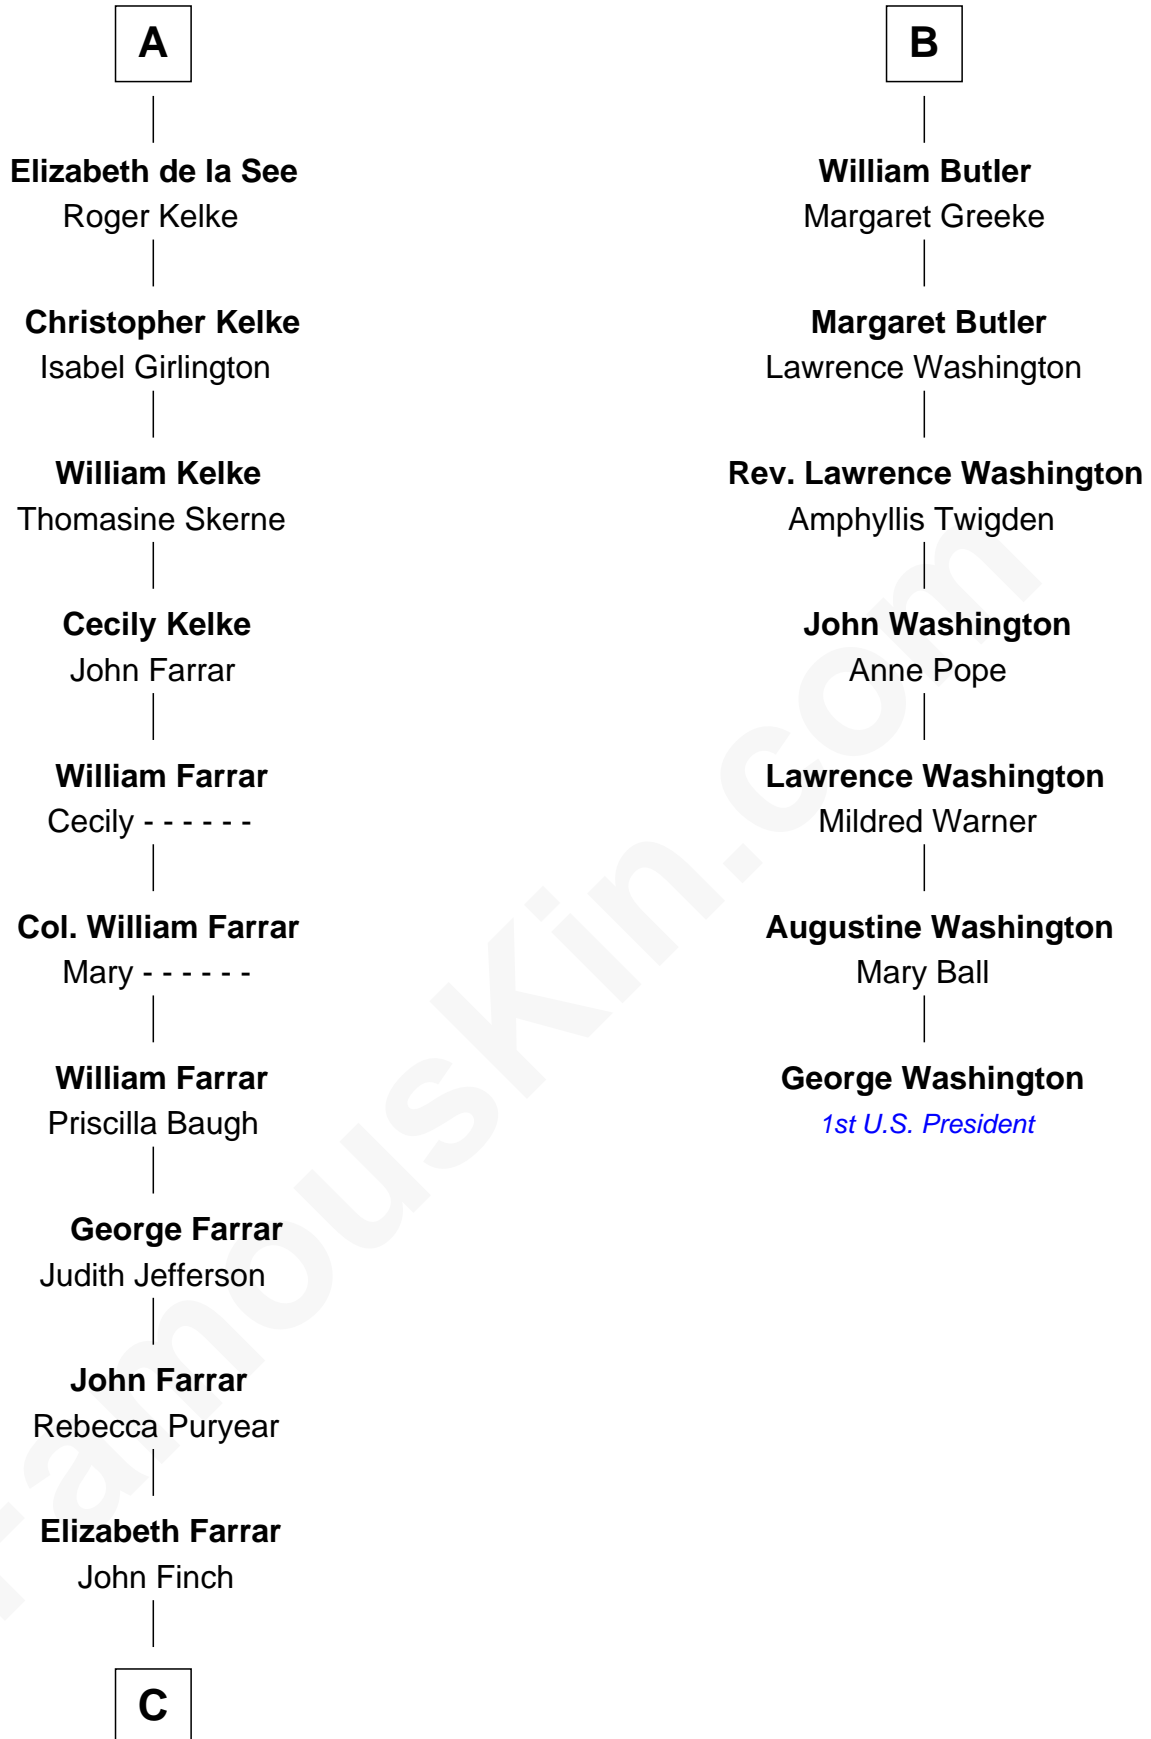 A
Elizabeth de la See
Roger Kelke
Christopher Kelke
Isabel Girlington
William Kelke
Thomasine Skerne
Cecily Kelke
John Farrar
William Farrar
Cecily - - - - - -
Col. William Farrar
Mary - - - - - -
William Farrar
Priscilla Baugh
George Farrar
Judith Jefferson
John Farrar
Rebecca Puryear
Elizabeth Farrar
John Finch
C
B
William Butler
Margaret Greeke
Margaret Butler
Lawrence Washington
Rev. Lawrence Washington
Amphyllis Twigden
John Washington
Anne Pope
Lawrence Washington
Mildred Warner
Augustine Washington
Mary Ball
George Washington
1st U.S. President
FamousKin.com